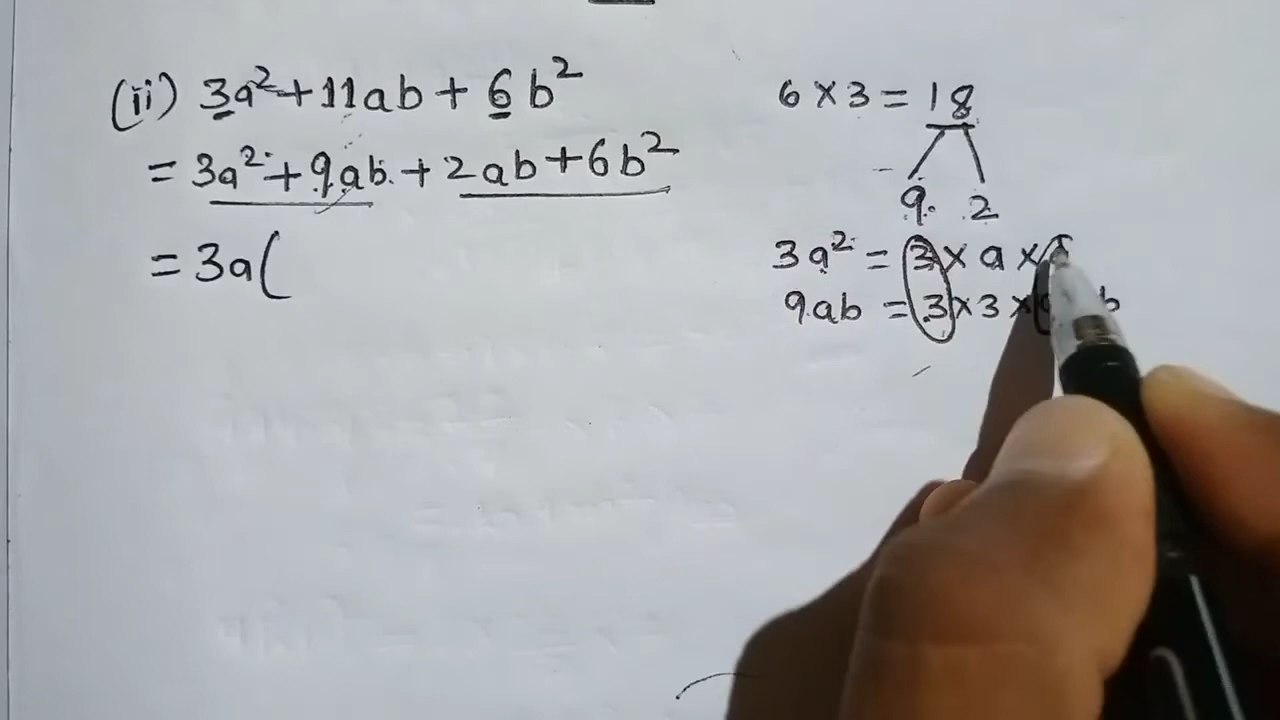 (ii) 3a²+11ab+6b²
= 3a²+9ab+2ab+6b²
= 3a(
6×3=18
9 2
3a² = 3×a×
9ab = 3×3× b